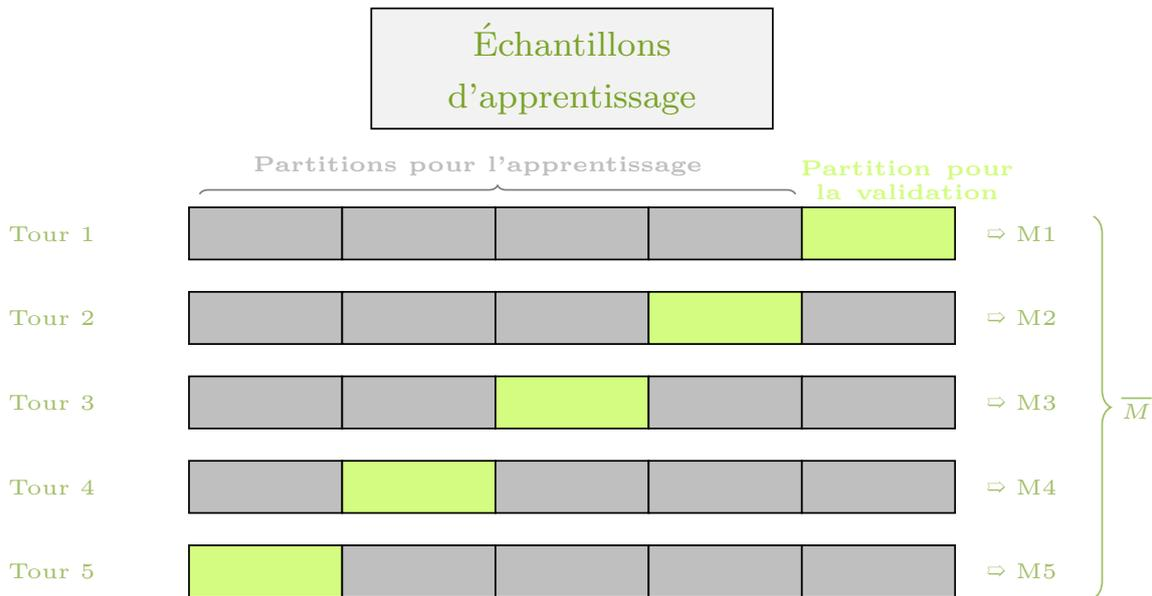 Échantillons
d'apprentissage
Partitions pour l'apprentissage
Partition pour
la validation
Tour 1
⇨ M1
Tour 2
⇨ M2
Tour 3
⇨ M3
M̅
Tour 4
⇨ M4
Tour 5
⇨ M5